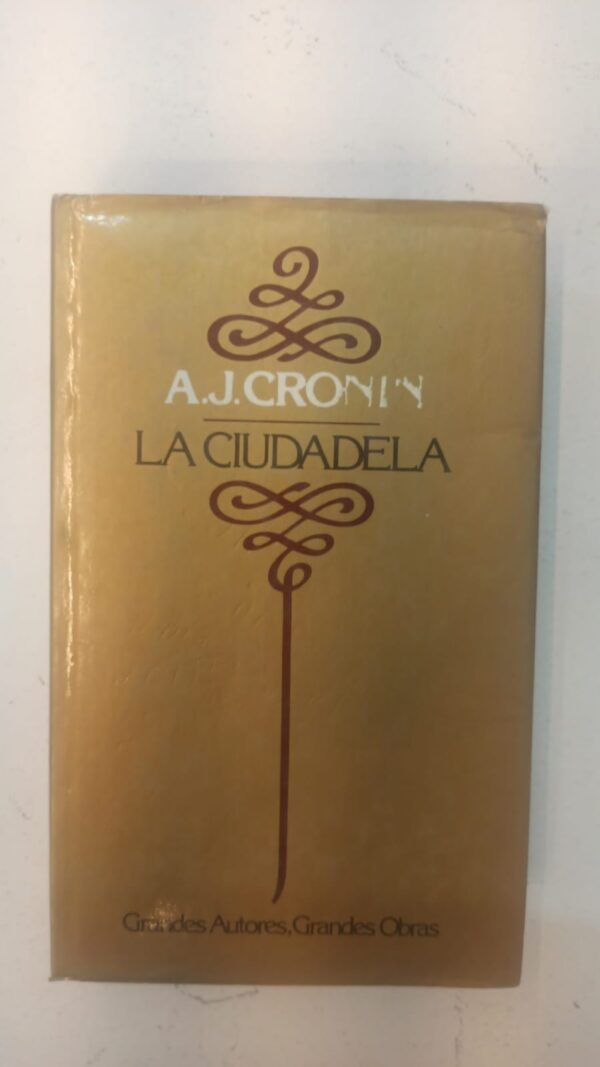 A.J.CRONIN
LA CIUDADELA
Grandes Autores, Grandes Obras